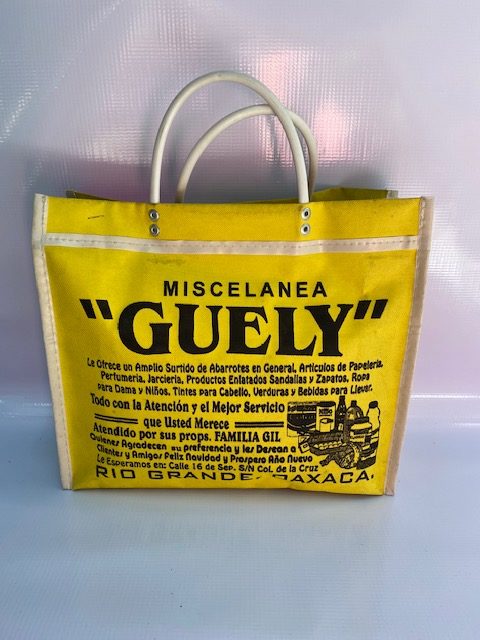 MISCELANEA
"GUELY"
Le Ofrece un Amplio Surtido de Abarrotes en General, Articulos de Papeleria,
Perfumeria, Jarcieria, Productos Enlatados Sandalias y Zapatos, Ropa
para Dama y Niños, Tintes para Cabello, Verduras y Bebidas para Llevar.
Todo con la Atención y el Mejor Servicio
que Usted Merece
Atendido por sus props. FAMILIA GIL
Quienes Agradecen su preferencia y les Desean a
Clientes y Amigos Feliz Navidad y Prospero Año Nuevo
Le Esperamos en: Calle 16 de Sep. S/N Col. de la Cruz
RIO GRANDE, OAXACA.